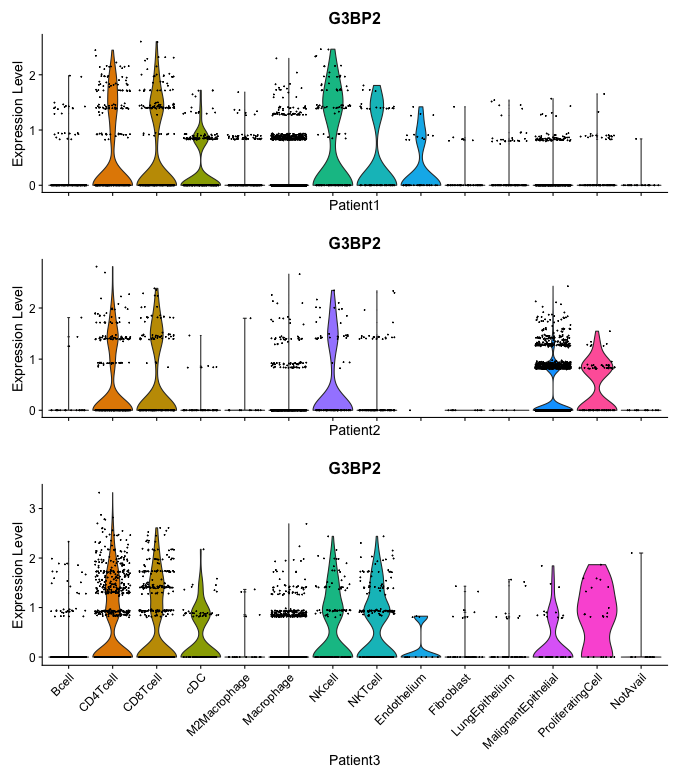 G3BP2
Expression Level
2
1
0
Patient1
G3BP2
Expression Level
2
1
0
Patient2
G3BP2
Expression Level
3
2
1
0
Bcell
CD4Tcell
CD8Tcell
cDC
M2Macrophage
Macrophage
NKcell
NKTcell
Endothelium
Fibroblast
LungEpithelium
MalignantEpithelial
ProliferatingCell
NotAvail
Patient3